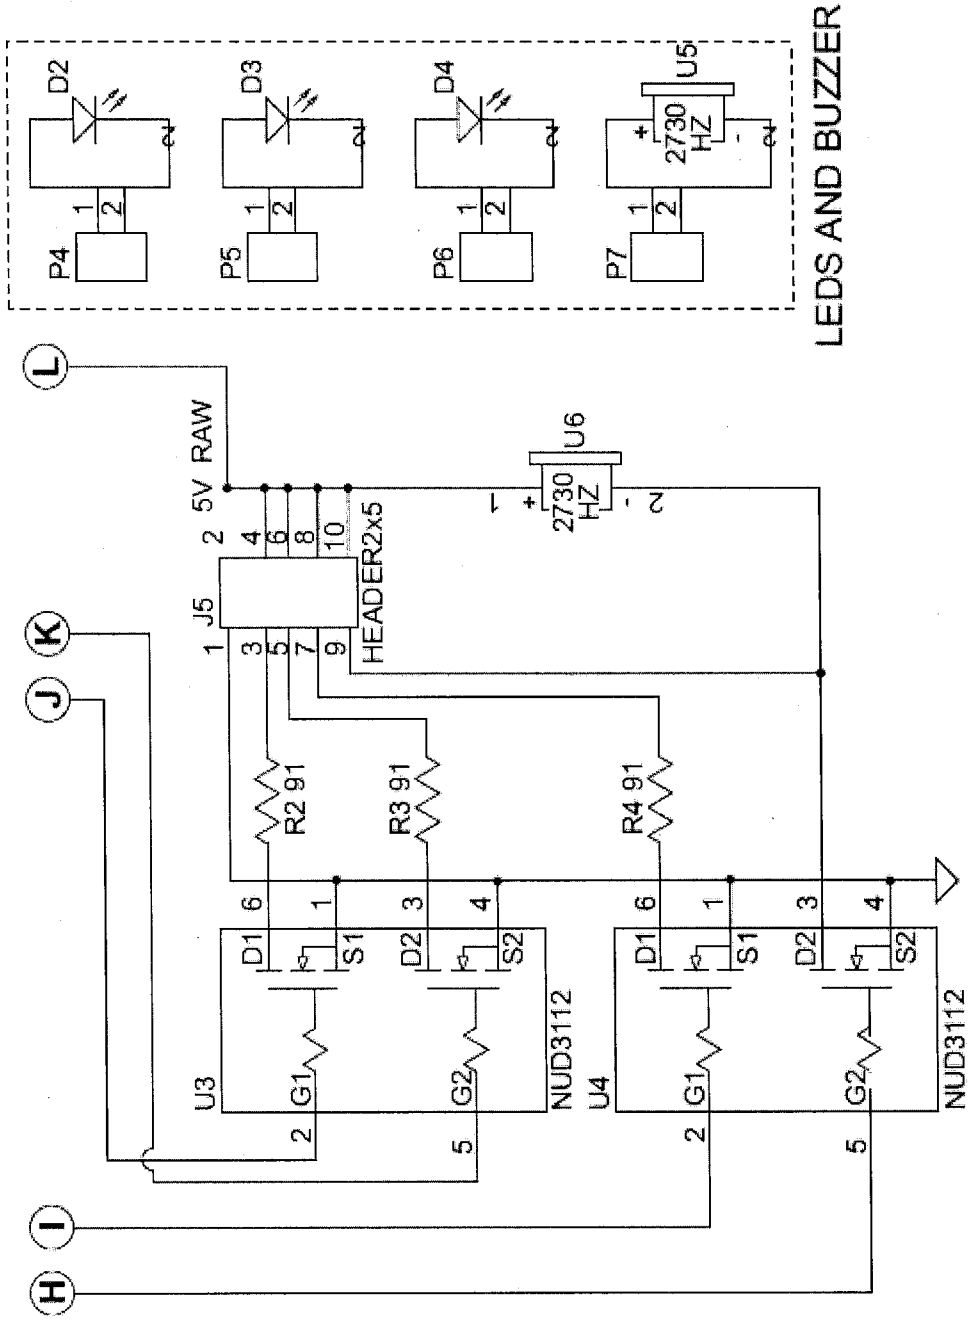 H
I
J
K
L
U3
2
G1
D1
6
1
S1
5
G2
D2
3
4
S2
NUD3112
U4
2
G1
D1
6
1
S1
5
G2
D2
3
4
S2
NUD3112
R2 91
R3 91
R4 91
J5
1
3
5
7
9
2
4
6
8
10
HEADER2x5
5V RAW
1
+
2730
HZ
-
2
U6
P4
1
2
2
D2
P5
1
2
2
D3
P6
1
2
2
D4
P7
1
2
+
2730
HZ
-
2
U5
LEDS AND BUZZER